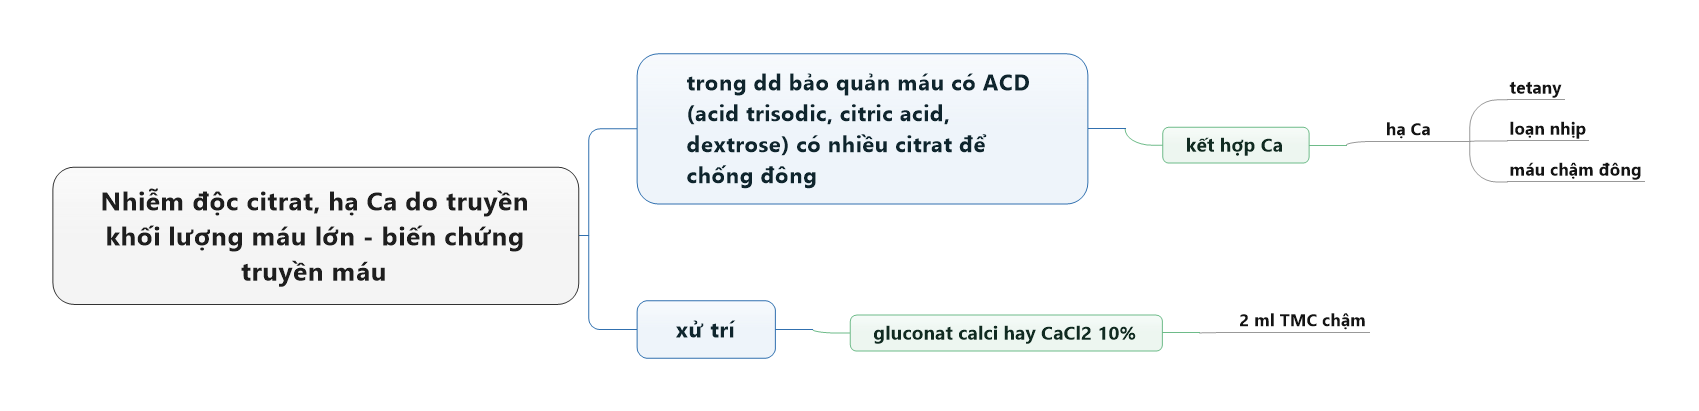 Nhiễm độc citrat, hạ Ca do truyền
khối lượng máu lớn - biến chứng
truyền máu
trong dd bảo quản máu có ACD
(acid trisodic, citric acid,
dextrose) có nhiều citrat để
chống đông
kết hợp Ca
hạ Ca
tetany
loạn nhịp
máu chậm đông
xử trí
gluconat calci hay CaCl2 10%
2 ml TMC chậm